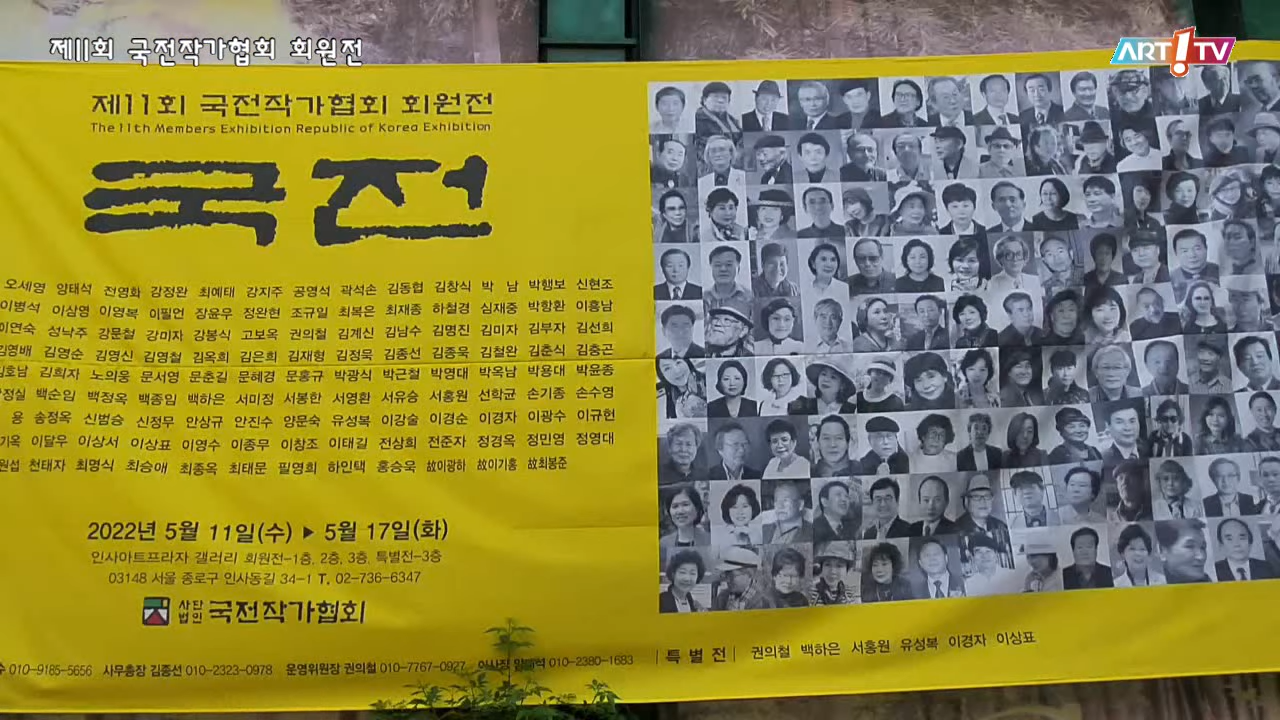 제11회 국전작가협회 회원전
ART!TV
제11회 국전작가협회 회원전
The 11th Members Exhibition Republic of Korea Exhibition
국전
오세영 양태석 전영화 강정완 최예태 강지주 공영석 곽석손 김동협 김창식 박 남 박행보 신현조
이병석 이삼영 이영복 이필언 장윤우 정완현 조규일 최복은 최재종 하철경 심재중 박항환 이흥남
이연숙 성낙주 강문철 강미자 강봉식 고보옥 권의철 김계신 김남수 김명진 김미자 김부자 김선희
김영배 김영순 김영신 김영철 김옥희 김은희 김재형 김정욱 김종선 김종욱 김철완 김춘식 김충곤
김호남 김희자 노의웅 문서영 문춘길 문혜경 문홍규 박광식 박근철 박영대 박옥남 박용대 박윤종
정실 백순임 백정옥 백종임 백하은 서미정 서봉한 서영환 서유승 서홍원 선학균 손기종 손수영
용 송정옥 신범승 신정무 안상규 안진수 양문숙 유성복 이강술 이경순 이경자 이광수 이규헌
기옥 이달우 이상서 이상표 이영수 이종무 이창조 이태길 전상희 전준자 정경옥 정민영 정영대
원섭 천태자 최명식 최승애 최종옥 최태문 필영희 하인택 홍승욱 故이광하 故이기홍 故최봉준
2022년 5월 11일(수) ▶ 5월 17일(화)
인사아트프라자 갤러리 회원전-1층, 2층, 3층, 특별전-3층
03148 서울 종로구 인사동길 34-1 T. 02-736-6347
사단법인 국전작가협회
수 010-9185-5656 사무총장 김종선 010-2323-0978 운영위원장 권의철 010-7767-0927 이사장 010-2380-1683
특별전 권의철 백하은 서홍원 유성복 이경자 이상표